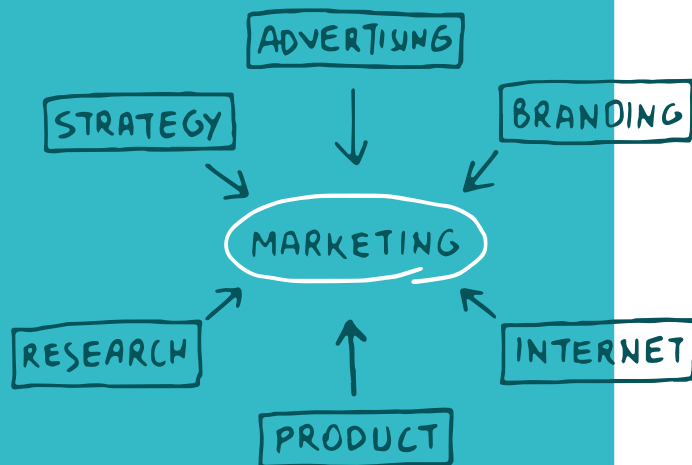 ADVERTISING
STRATEGY
BRANDING
MARKETING
RESEARCH
INTERNET
PRODUCT